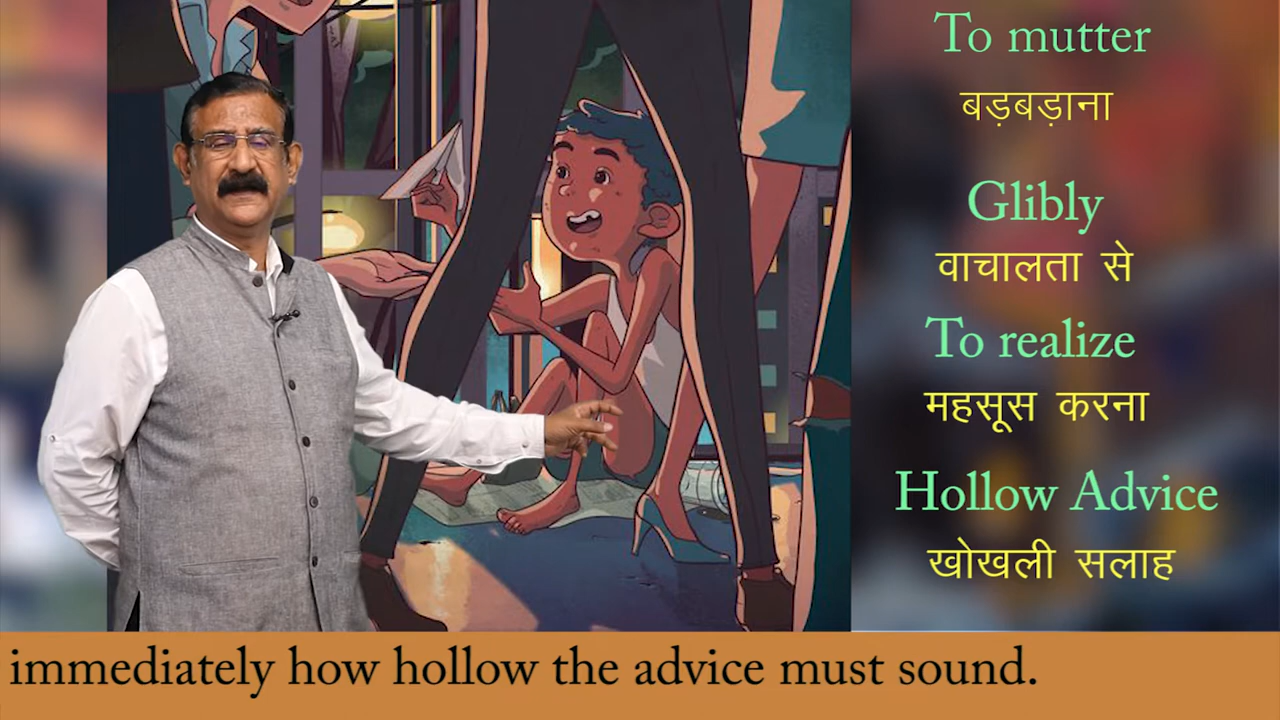 To mutter
बड़बड़ाना
Glibly
वाचालता से
To realize
महसूस करना
Hollow Advice
खोखली सलाह
immediately how hollow the advice must sound.